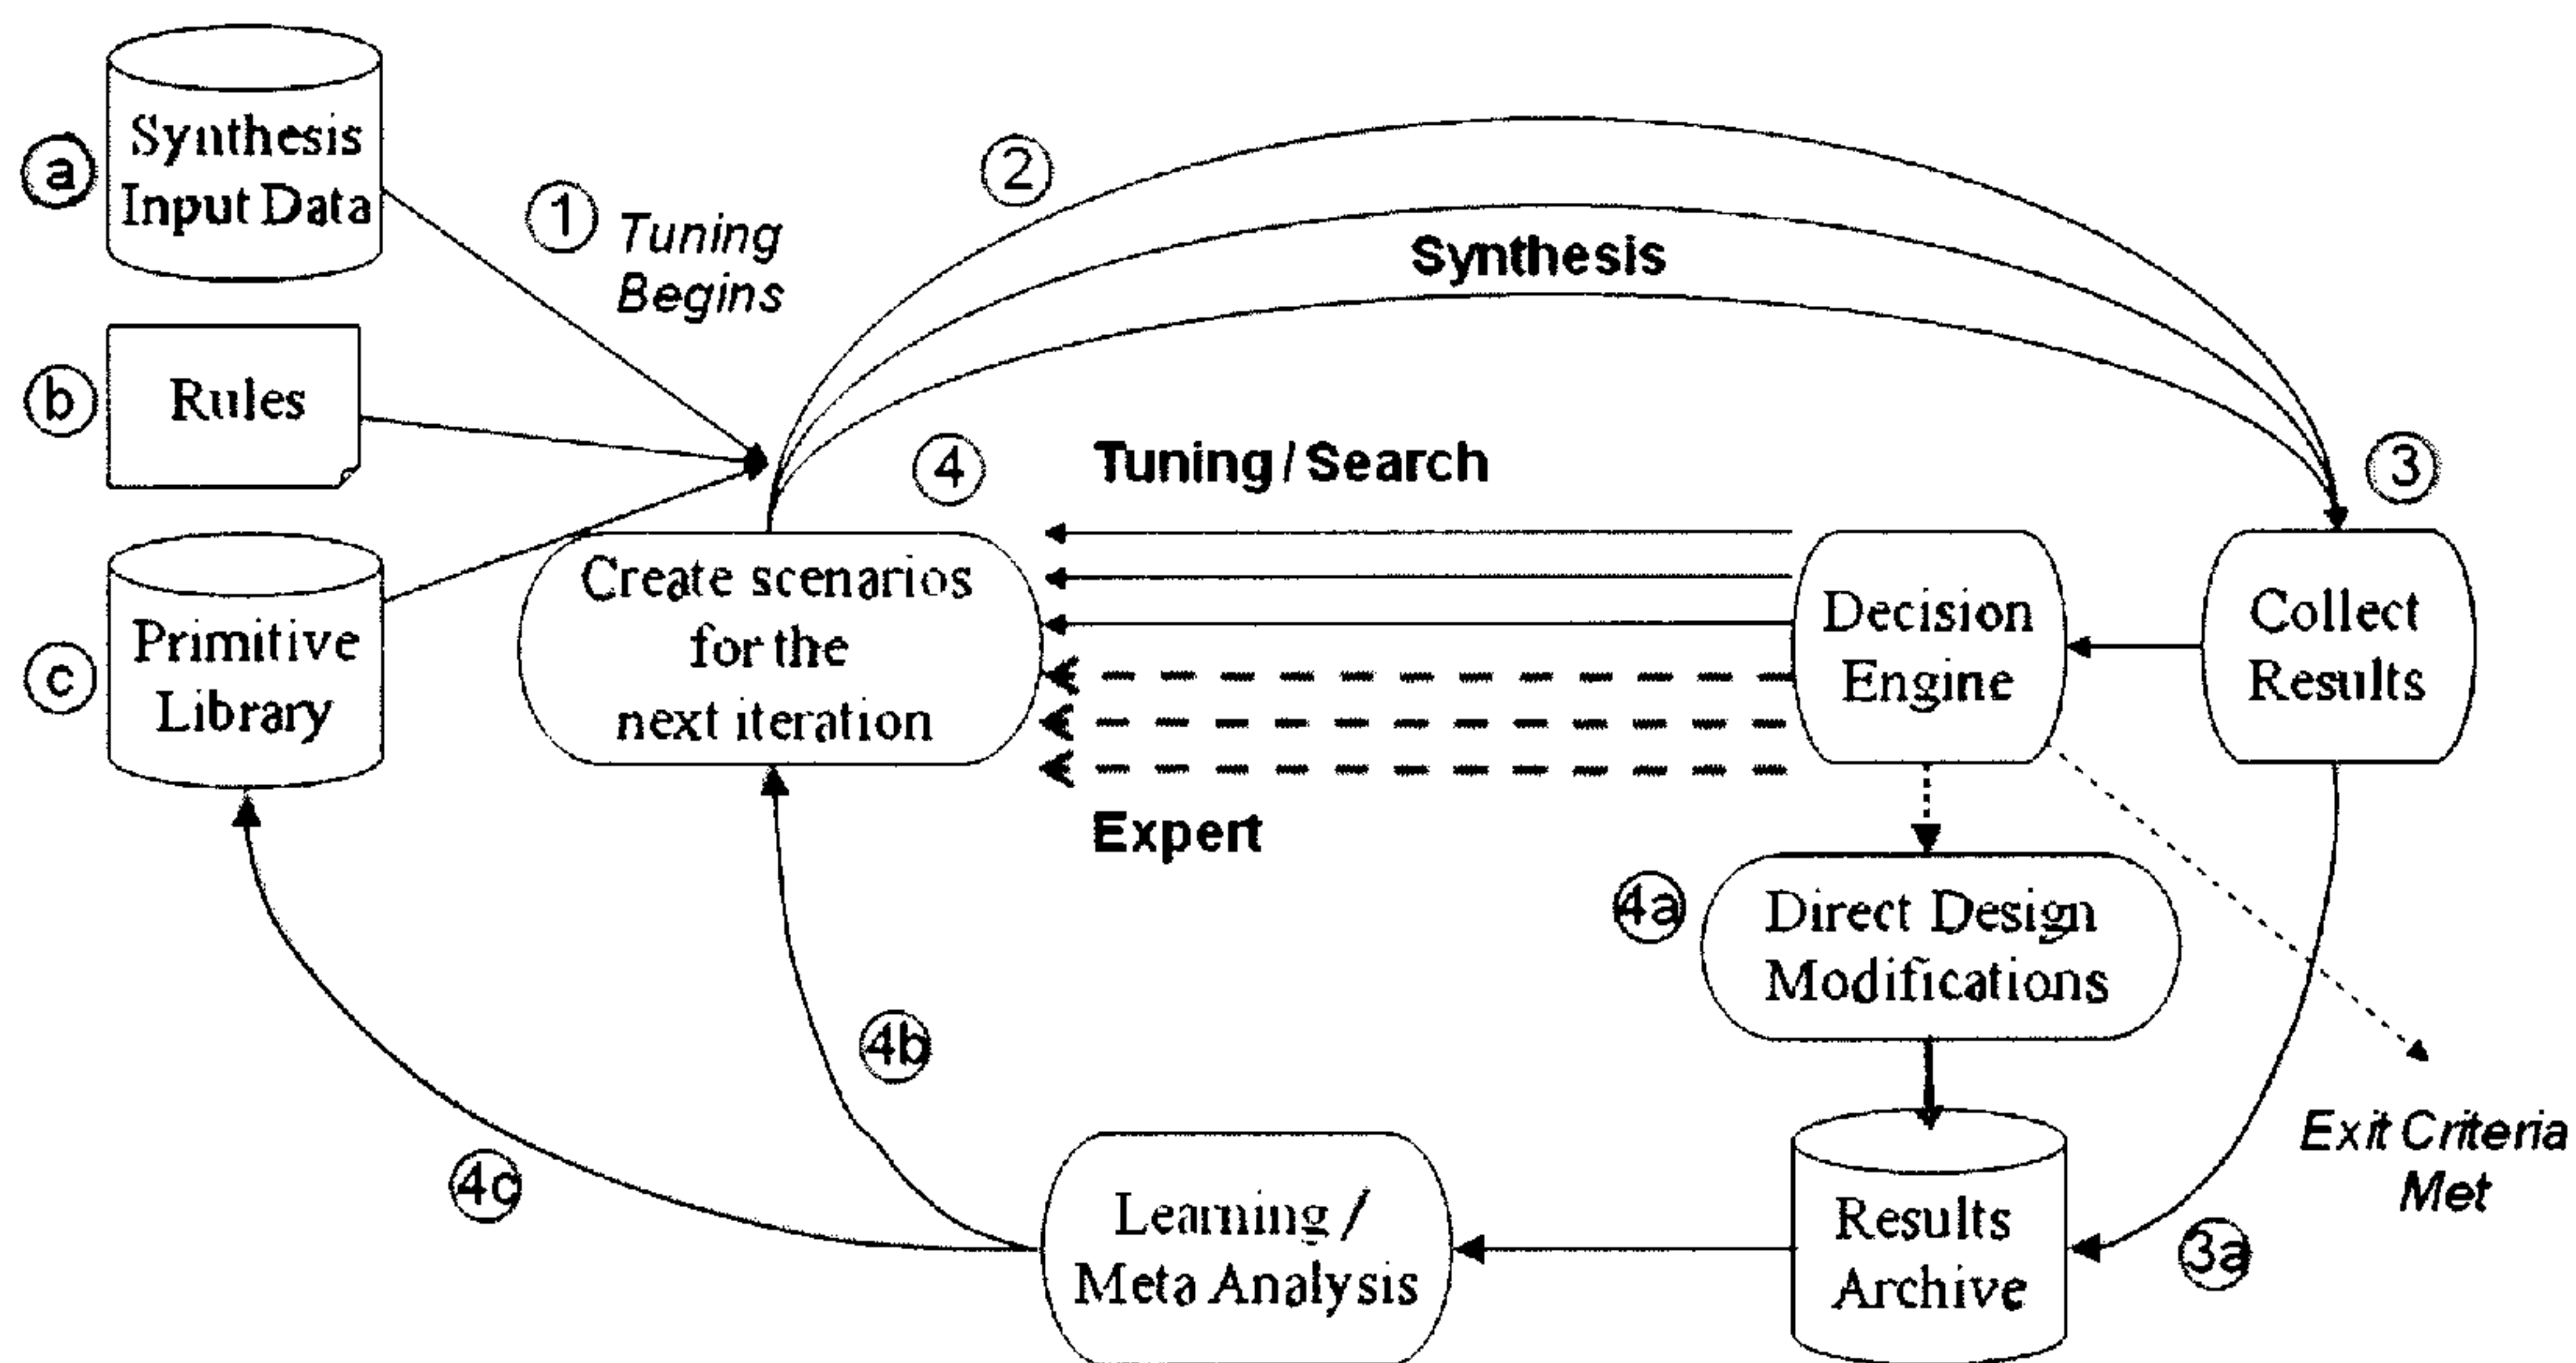 a
Synthesis
Input Data
1
Tuning
Begins
2
Synthesis
b
Rules
4
Tuning / Search
3
c
Primitive
Library
Create scenarios
for the
next iteration
Decision
Engine
Collect
Results
Expert
4a
Direct Design
Modifications
4b
4c
Exit Criteria
Met
Learning /
Meta Analysis
Results
Archive
3a